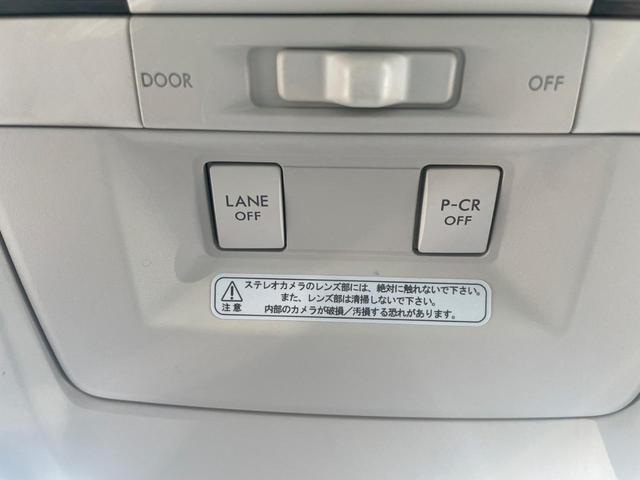 DOOR OFF
LANE OFF
P-CR OFF
ステレオカメラのレンズ部には、絶対に触れないで下さい。
また、レンズ部は清掃しないで下さい。
内部のカメラが破損／汚損する恐れがあります。
注意